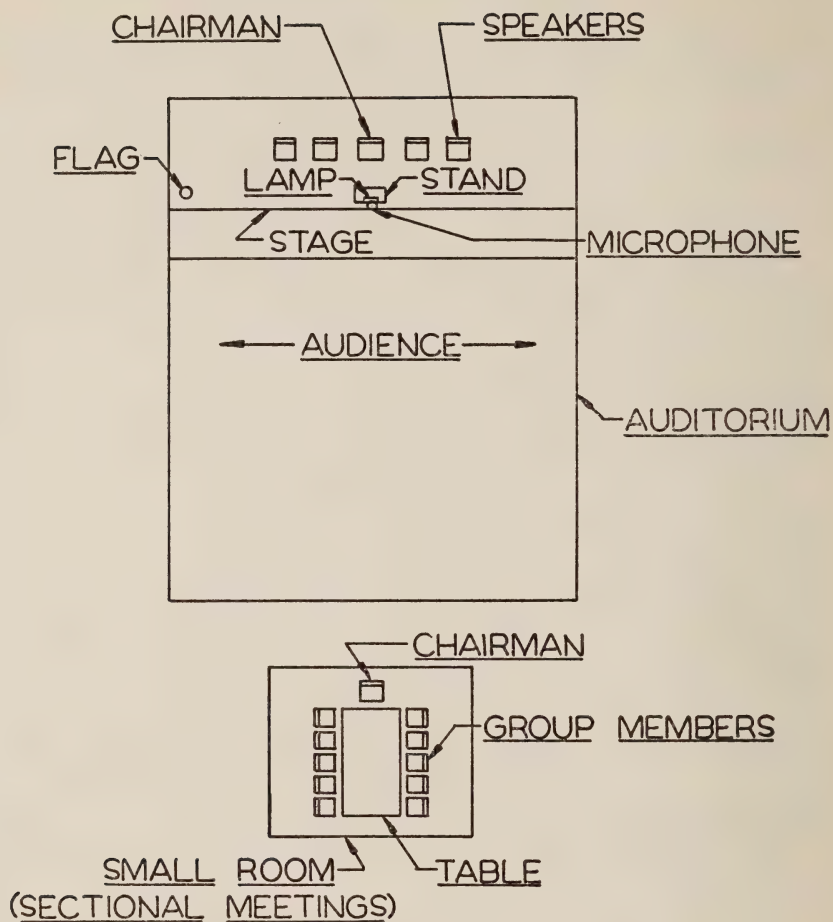 CHAIRMAN
SPEAKERS
FLAG
LAMP
STAND
STAGE
MICROPHONE
AUDIENCE
AUDITORIUM
CHAIRMAN
GROUP MEMBERS
SMALL ROOM
(SECTIONAL MEETINGS)
TABLE